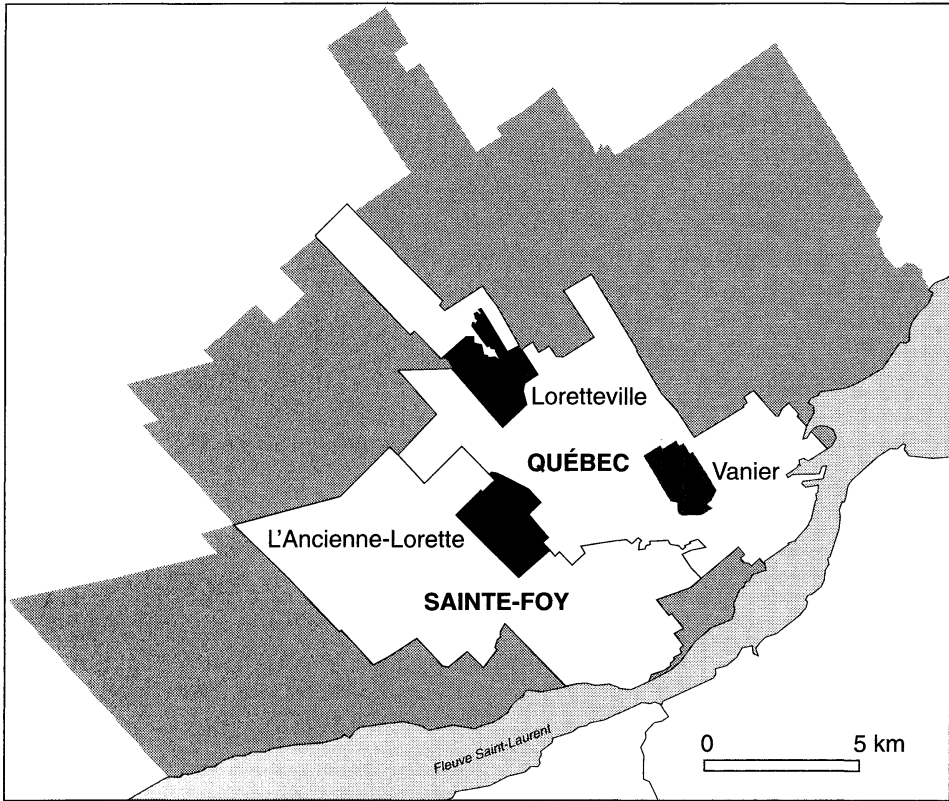 Loretteville
QUÉBEC
Vanier
L'Ancienne-Lorette
SAINTE-FOY
Fleuve Saint-Laurent
0 5 km